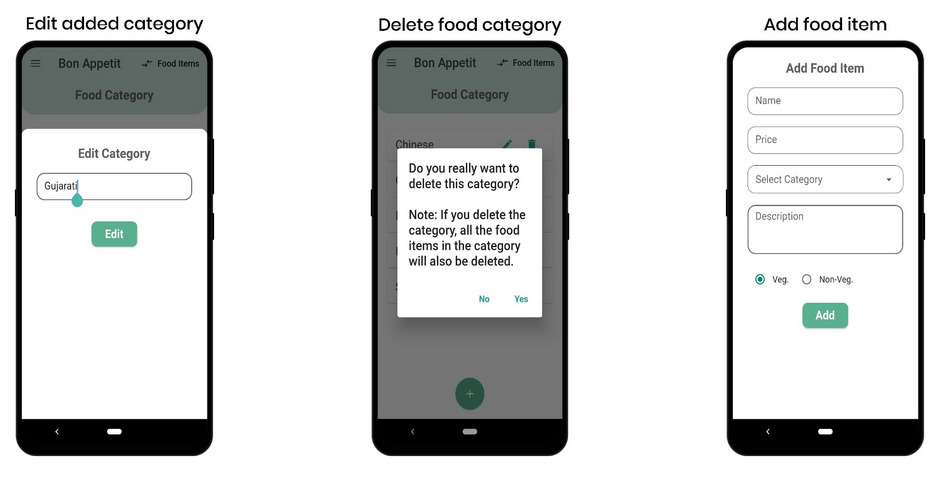 Edit added category
Bon Appetit
Food Items
Food Category
Edit Category
Gujarati
Edit
Delete food category
Bon Appetit
Food Items
Food Category
Chinese
Do you really want to
delete this category?
Note: If you delete the
category, all the food
items in the category
will also be deleted.
No
Yes
Add food item
Add Food Item
Name
Price
Select Category
Description
Veg.
Non-Veg.
Add